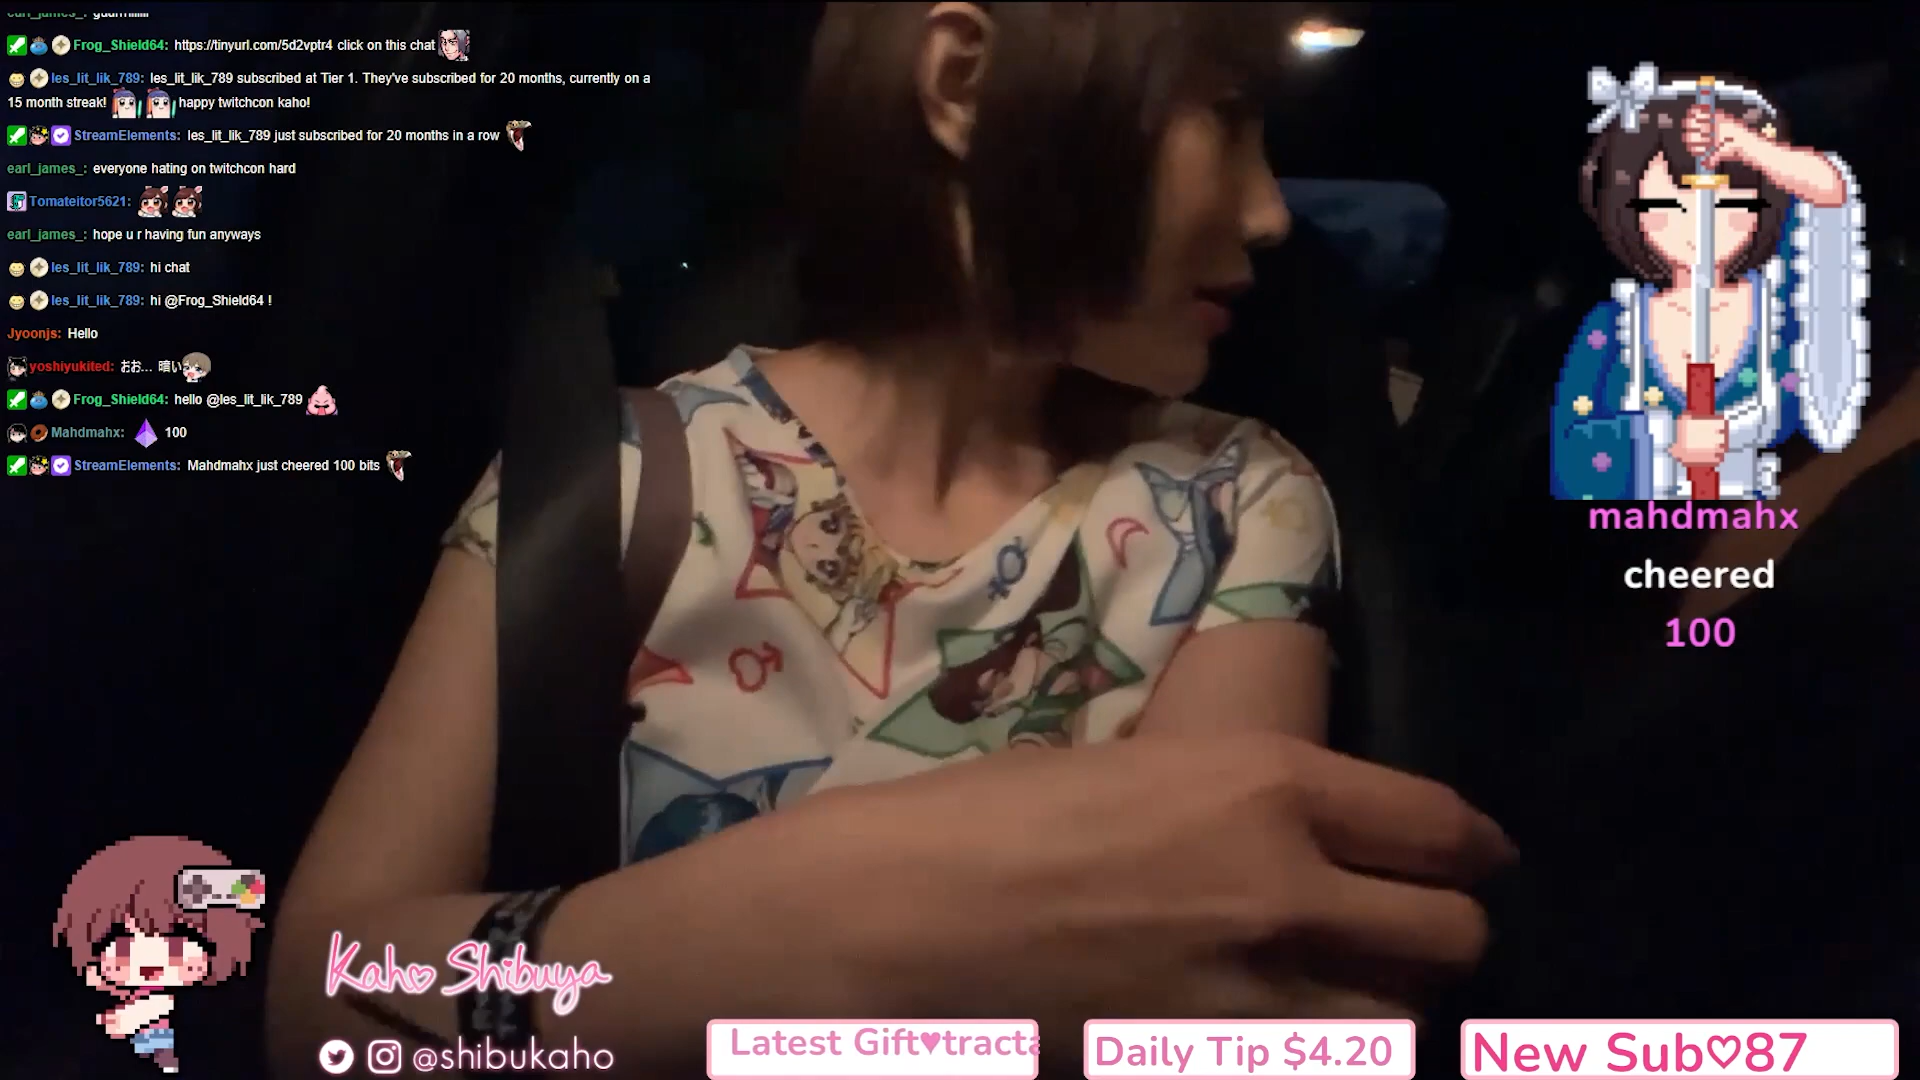 Frog_Shield64: https://tinyurl.com/5d2vptr4 click on this chat
les_lit_lik_789: les_lit_lik_789 subscribed at Tier 1. They've subscribed for 20 months, currently on a
15 month streak! happy twitchcon kaho!
StreamElements: les_lit_lik_789 just subscribed for 20 months in a row
earl_james_: everyone hating on twitchcon hard
Tomateitor5621:
earl_james_: hope u r having fun anyways
les_lit_lik_789: hi chat
les_lit_lik_789: hi @Frog_Shield64 !
Jyoonjs: Hello
yoshiyukited: おお... 暗い
Frog_Shield64: hello @les_lit_lik_789
Mahdmahx: 100
StreamElements: Mahdmahx just cheered 100 bits
mahdmahx
cheered
100
Kaho Shibuya
@shibukaho
Latest Gift♥tracta
Daily Tip $4.20
New Sub♡87